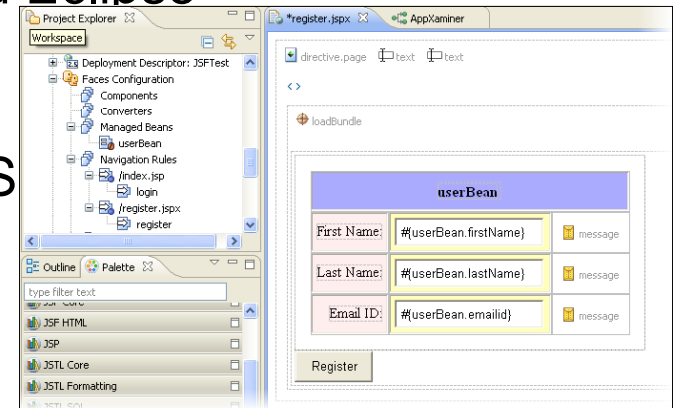 Project Explorer
Workspace
Deployment Descriptor: JSFTest
Faces Configuration
Components
Converters
Managed Beans
userBean
Navigation Rules
/index.jsp
login
/register.jspx
register
S
Outline
Palette
type filter text
JSF HTML
JSP
JSTL Core
JSTL Formatting
*register.jspx
AppXaminer
directive.page
text
text
<>
loadBundle
userBean
First Name:
#{userBean.firstName}
message
Last Name:
#{userBean.lastName}
message
Email ID:
#{userBean.emailid}
message
Register